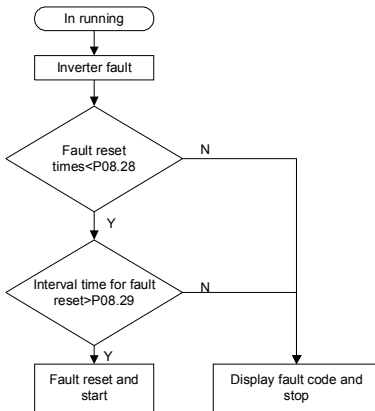 In running
Inverter fault
Fault reset
times<P08.28
N
Y
Interval time for fault
reset>P08.29
N
Y
Fault reset and
start
Display fault code and
stop